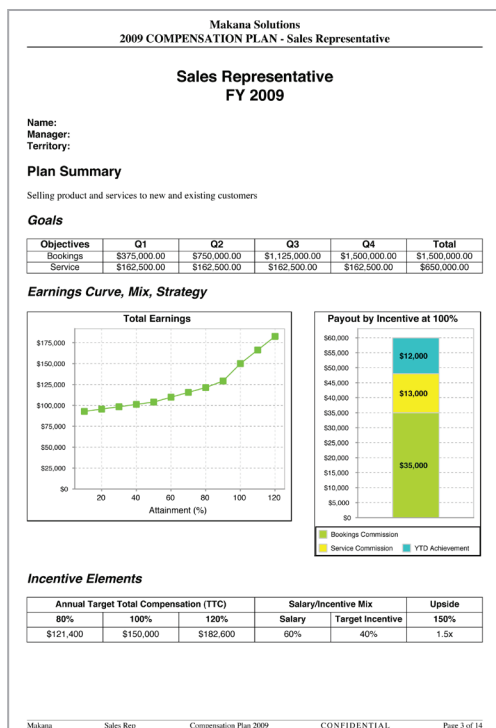 Makana Solutions
2009 COMPENSATION PLAN - Sales Representative
Sales Representative
FY 2009
Name:
Manager:
Territory:
Plan Summary
Selling product and services to new and existing customers
Goals
Objectives Q1 Q2 Q3 Q4 Total
Bookings $375,000.00 $750,000.00 $1,125,000.00 $1,500,000.00 $1,500,000.00
Service $162,500.00 $162,500.00 $162,500.00 $162,500.00 $650,000.00
Earnings Curve, Mix, Strategy
Total Earnings
$175,000
$150,000
$125,000
$100,000
$75,000
$50,000
$25,000
$0
20 40 60 80 100 120
Attainment (%)
Payout by Incentive at 100%
$60,000
$55,000
$50,000
$45,000
$40,000
$35,000
$30,000
$25,000
$20,000
$15,000
$10,000
$5,000
$0
$12,000
$13,000
$35,000
Bookings Commission
Service Commission YTD Achievement
Incentive Elements
Annual Target Total Compensation (TTC) Salary/Incentive Mix Upside
80% 100% 120% Salary Target Incentive 150%
$121,400 $150,000 $182,600 60% 40% 1.5x
Makana Sales Rep Compensation Plan 2009 CONFIDENTIAL Page 3 of 14